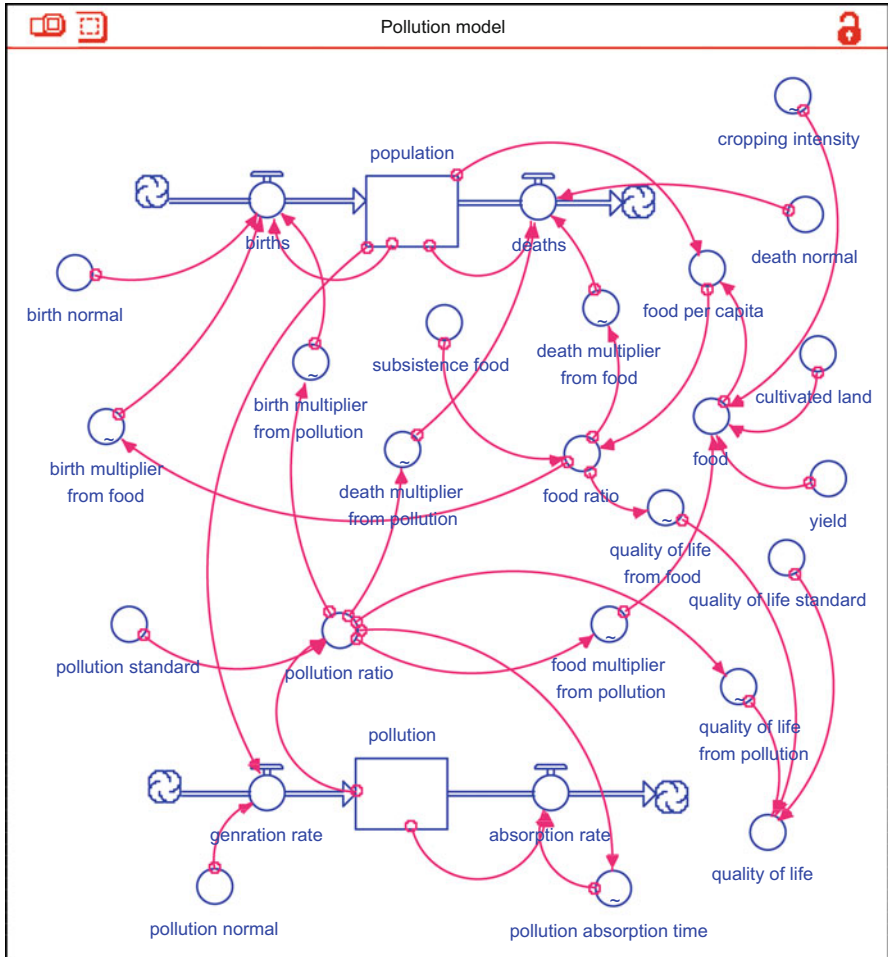 Pollution model
cropping intensity
population
births
deaths
death normal
birth normal
food per capita
subsistence food
death multiplier
from food
cultivated land
birth multiplier
from pollution
birth multiplier
from food
death multiplier
from pollution
food ratio
food
yield
quality of life
from food
quality of life standard
pollution standard
pollution ratio
food multiplier
from pollution
quality of life
from pollution
pollution
genration rate
absorption rate
quality of life
pollution normal
pollution absorption time
~
~
~
~
~
~
~
~
~